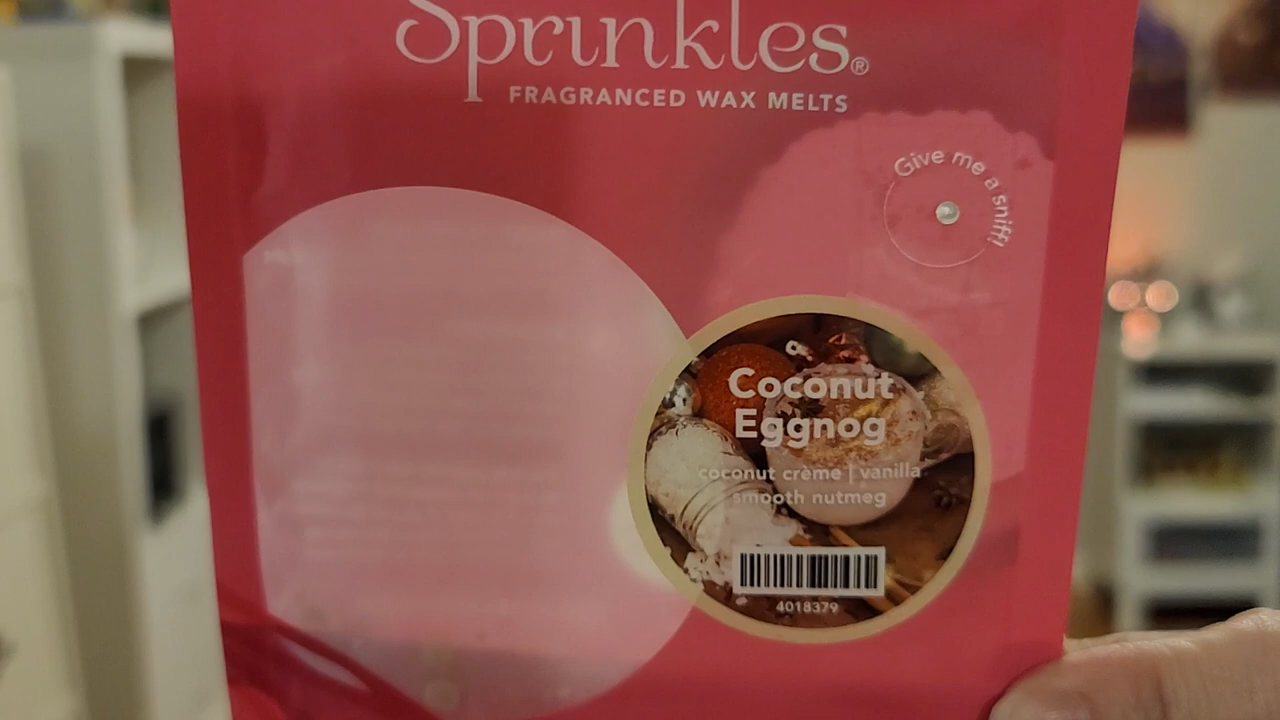 Sprinkles®
FRAGRANCED WAX MELTS
Give me a sniff!
Coconut
Eggnog
coconut crème | vanilla
smooth nutmeg
4018379